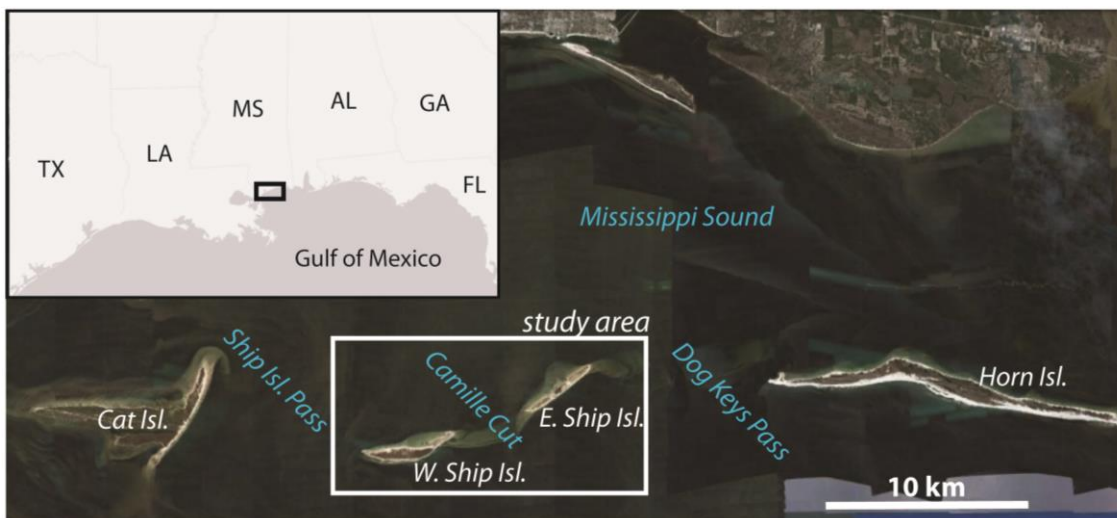 MS
AL
GA
TX
LA
FL
Gulf of Mexico
Mississippi Sound
study area
Ship Isl. Pass
Camille Cut
Dog Keys Pass
Cat Isl.
W. Ship Isl.
E. Ship Isl.
Horn Isl.
10 km